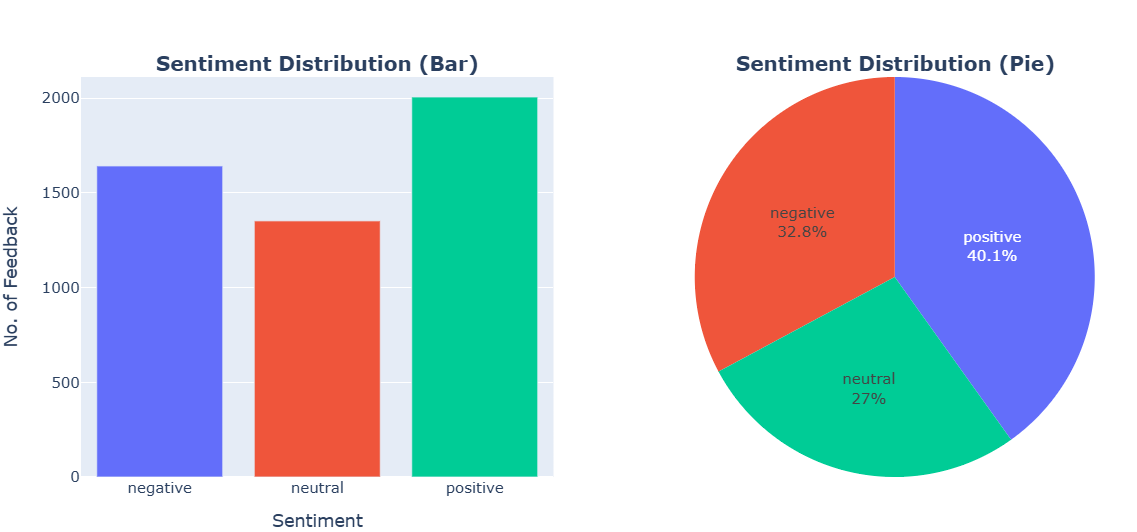 Sentiment Distribution (Bar)
2000
1500
1000
500
0
No. of Feedback
negative
neutral
positive
Sentiment
Sentiment Distribution (Pie)
negative
32.8%
positive
40.1%
neutral
27%